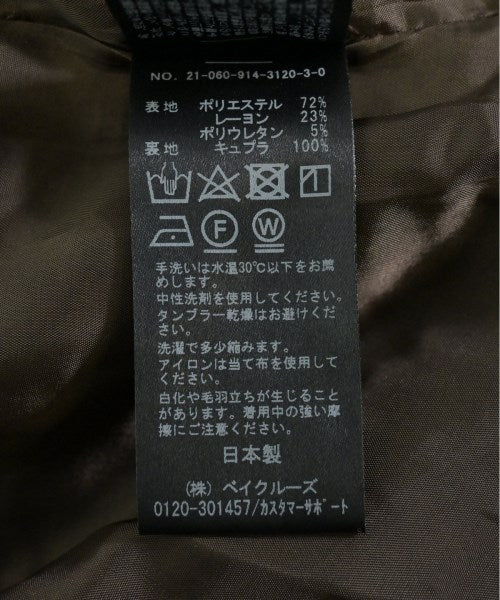 NO. 21-060-914-3120-3-0
表地 ポリエステル 72%
レーヨン 23%
ポリウレタン 5%
裏地 キュプラ 100%
F W
手洗いは水温30℃以下をお薦
めします。
中性洗剤を使用してください。
タンブラー乾燥はお避けくださ
い。
洗濯で多少縮みます。
アイロンは当て布を使用して
ください。
白化や毛羽立ちが生じること
があります。着用中の強い摩
擦にご注意ください。
日本製
(株) ベイクルーズ
0120-301457/カスタマーサポート